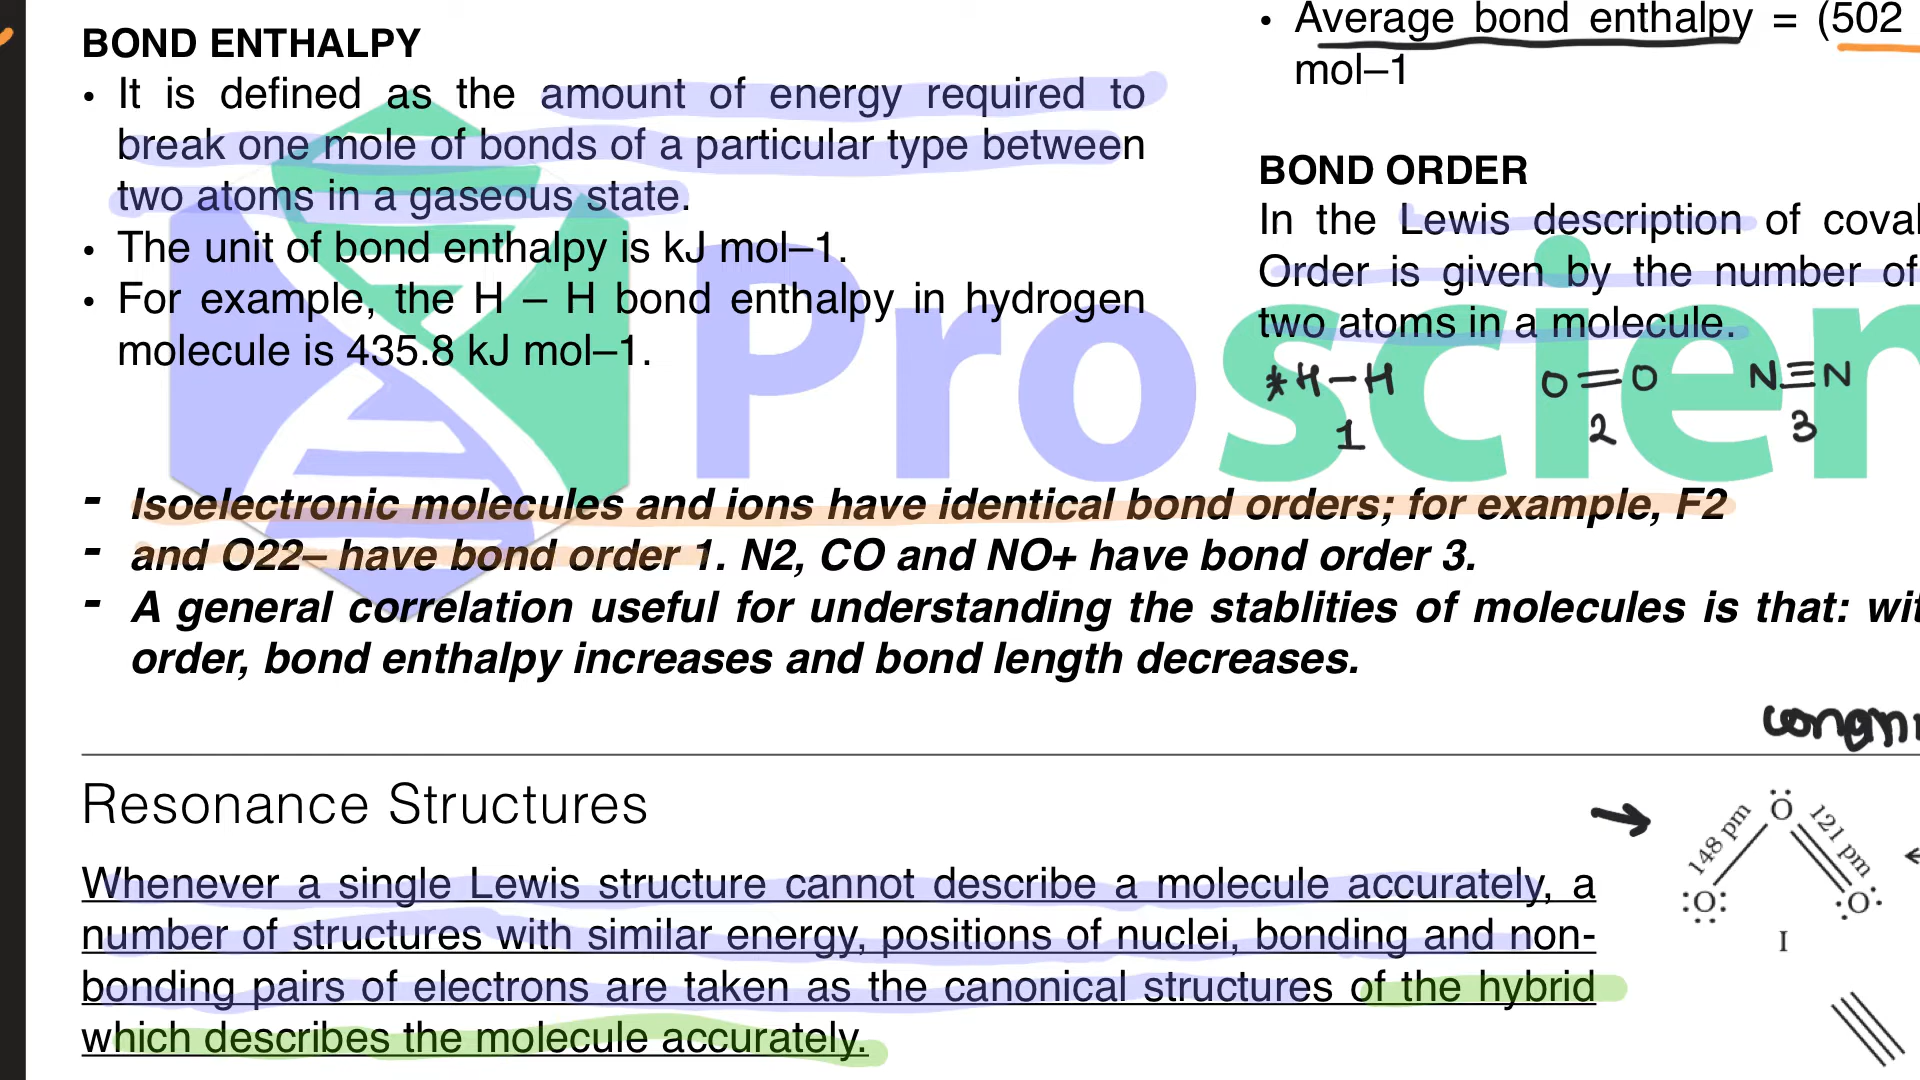 BOND ENTHALPY
• It is defined as the amount of energy required to
break one mole of bonds of a particular type between
two atoms in a gaseous state.
• The unit of bond enthalpy is kJ mol–1.
• For example, the H – H bond enthalpy in hydrogen
molecule is 435.8 kJ mol–1.
• Average bond enthalpy = (502
mol–1
BOND ORDER
In the Lewis description of coval
Order is given by the number of
two atoms in a molecule.
*H–H O=O N≡N
1 2 3
Proscien
- Isoelectronic molecules and ions have identical bond orders; for example, F2
- and O22– have bond order 1. N2, CO and NO+ have bond order 3.
- A general correlation useful for understanding the stablities of molecules is that: wit
order, bond enthalpy increases and bond length decreases.
Resonance Structures
Whenever a single Lewis structure cannot describe a molecule accurately, a
number of structures with similar energy, positions of nuclei, bonding and non-
bonding pairs of electrons are taken as the canonical structures of the hybrid
which describes the molecule accurately.
O
148 pm 121 pm
:O: O
I